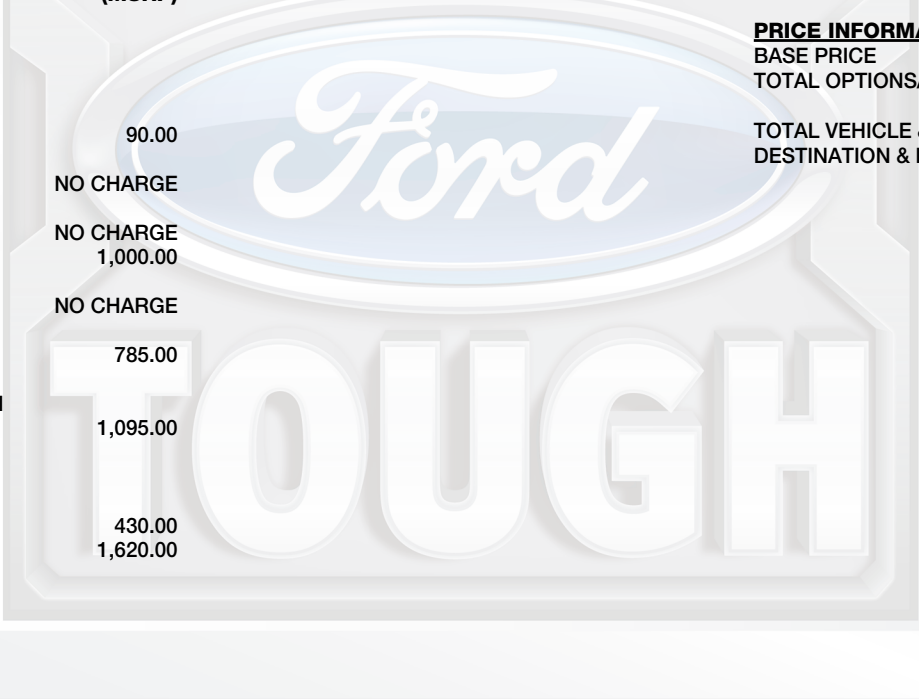 (MSRP)
90.00
NO CHARGE
NO CHARGE
1,000.00
NO CHARGE
785.00
1,095.00
430.00
1,620.00
PRICE INFORMA
BASE PRICE
TOTAL OPTIONS/
TOTAL VEHICLE &
DESTINATION &
Ford
TOUGH